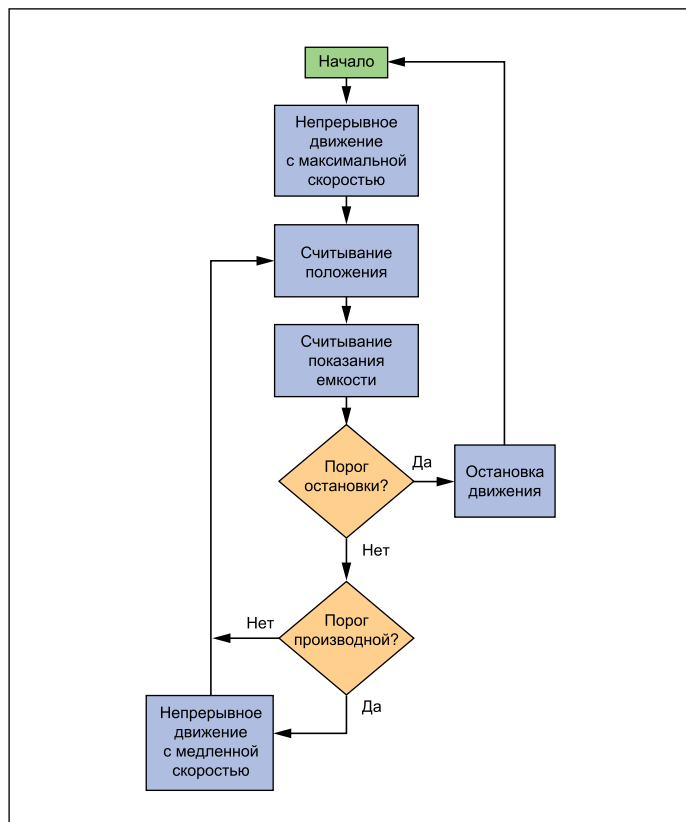 Начало
Непрерывное
движение
с максимальной
скоростью
Считывание
положения
Считывание
показания
емкости
Порог
остановки?
Да
Остановка
движения
Нет
Порог
производной?
Нет
Да
Непрерывное
движение
с медленной
скоростью